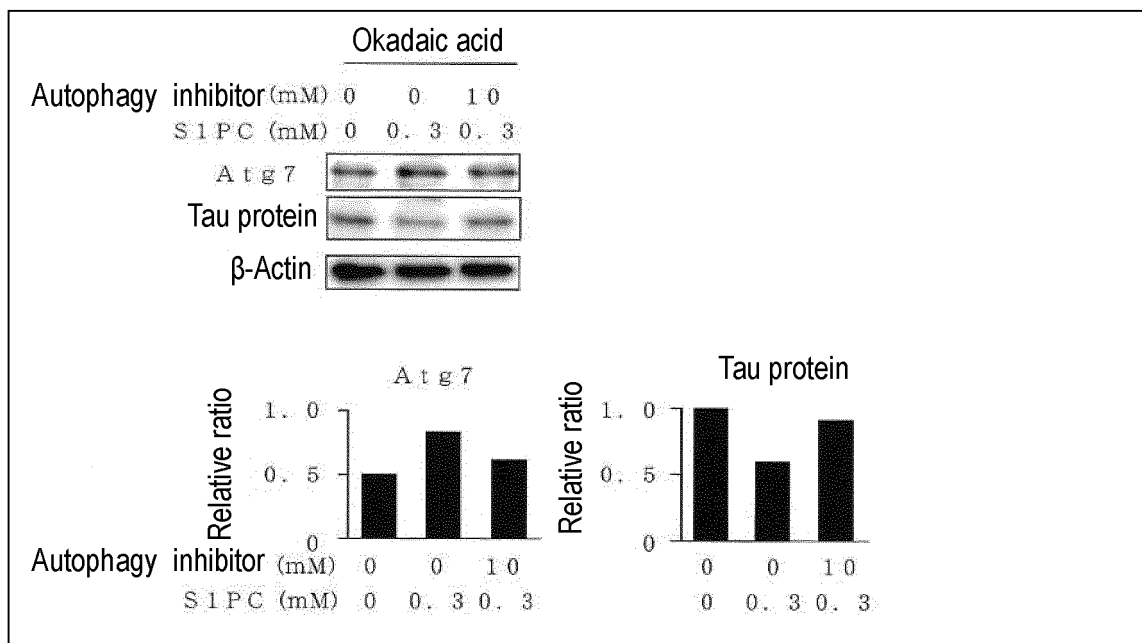 Okadaic acid
Autophagy inhibitor (mM) 0 0 10
S1PC (mM) 0 0. 3 0. 3
Atg7
Tau protein
β-Actin
Atg7
Tau protein
Relative ratio
1. 0
0. 5
0
Relative ratio
1. 0
0. 5
0
Autophagy inhibitor (mM) 0 0 10 0 0 10
S1PC (mM) 0 0. 3 0. 3 0 0. 3 0. 3